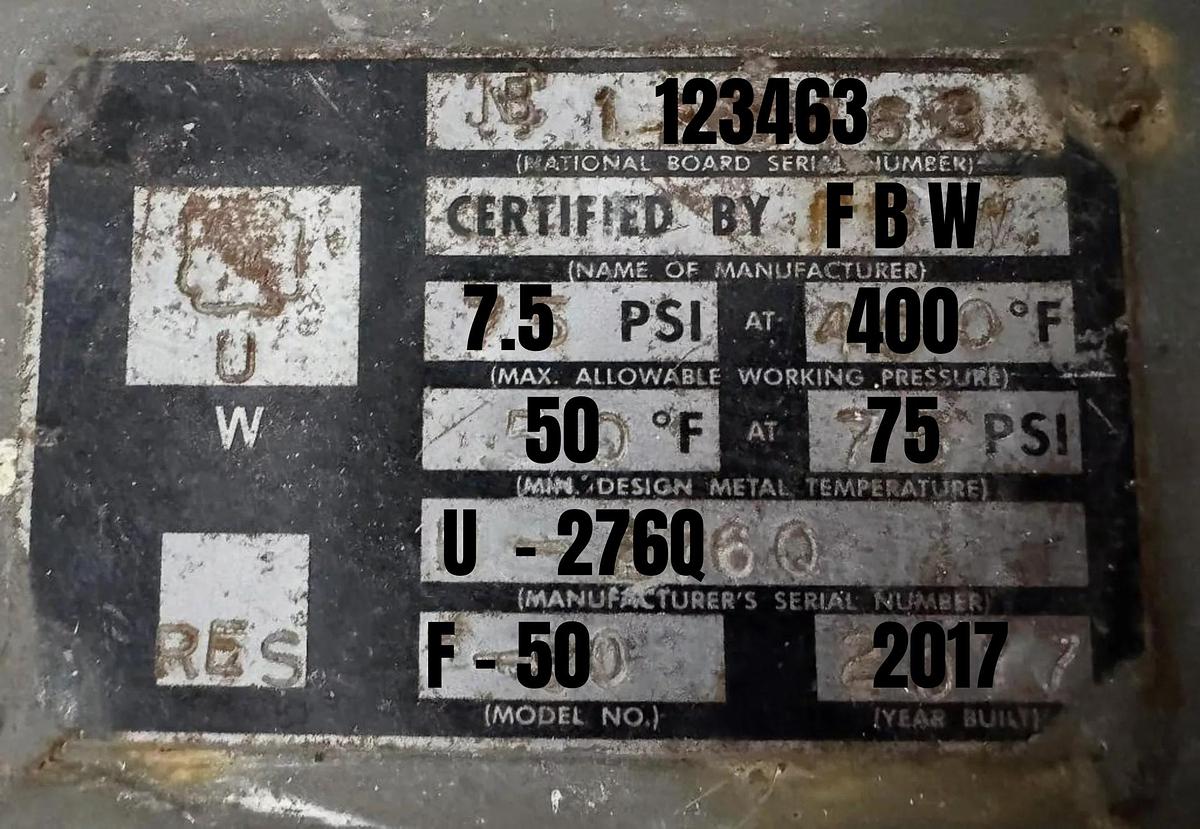 NB 123463
(NATIONAL BOARD SERIAL NUMBER)
CERTIFIED BY F B W
(NAME OF MANUFACTURER)
7.5 PSI AT 400 °F
(MAX. ALLOWABLE WORKING PRESSURE)
50 °F AT 75 PSI
(MIN. DESIGN METAL TEMPERATURE)
U - 276Q
(MANUFACTURER'S SERIAL NUMBER)
F - 50
2017
(MODEL NO.)
(YEAR BUILT)
U
W
RES